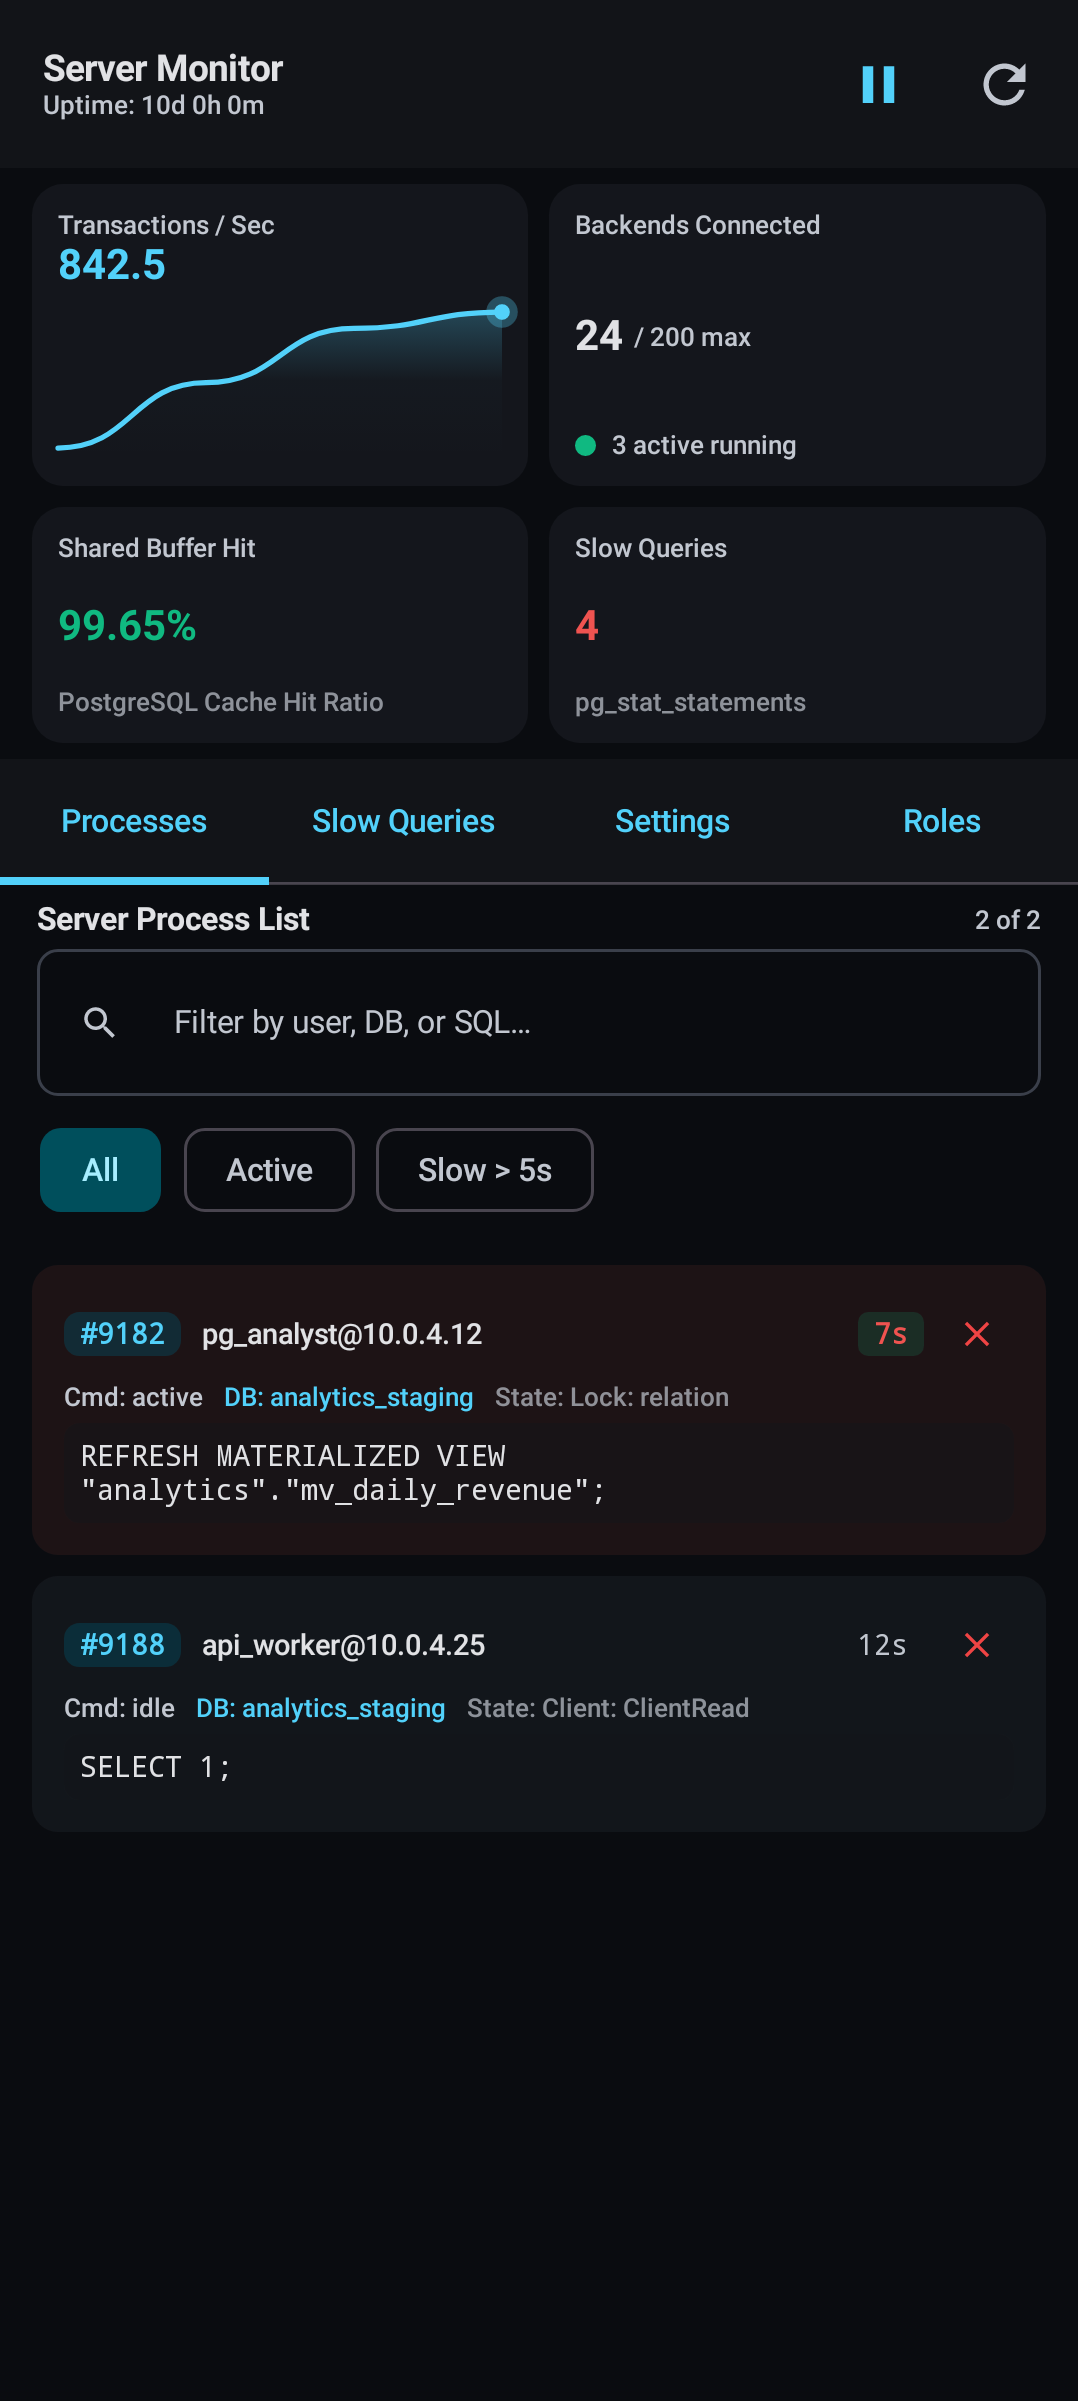 Server Monitor
Uptime: 10d 0h 0m
Transactions / Sec
842.5
Backends Connected
24 / 200 max
3 active running
Shared Buffer Hit
99.65%
PostgreSQL Cache Hit Ratio
Slow Queries
4
pg_stat_statements
Processes
Slow Queries
Settings
Roles
Server Process List
2 of 2
Filter by user, DB, or SQL...
All
Active
Slow > 5s
#9182 pg_analyst@10.0.4.12 7s
Cmd: active DB: analytics_staging State: Lock: relation
REFRESH MATERIALIZED VIEW
"analytics"."mv_daily_revenue";
#9188 api_worker@10.0.4.25 12s
Cmd: idle DB: analytics_staging State: Client: ClientRead
SELECT 1;